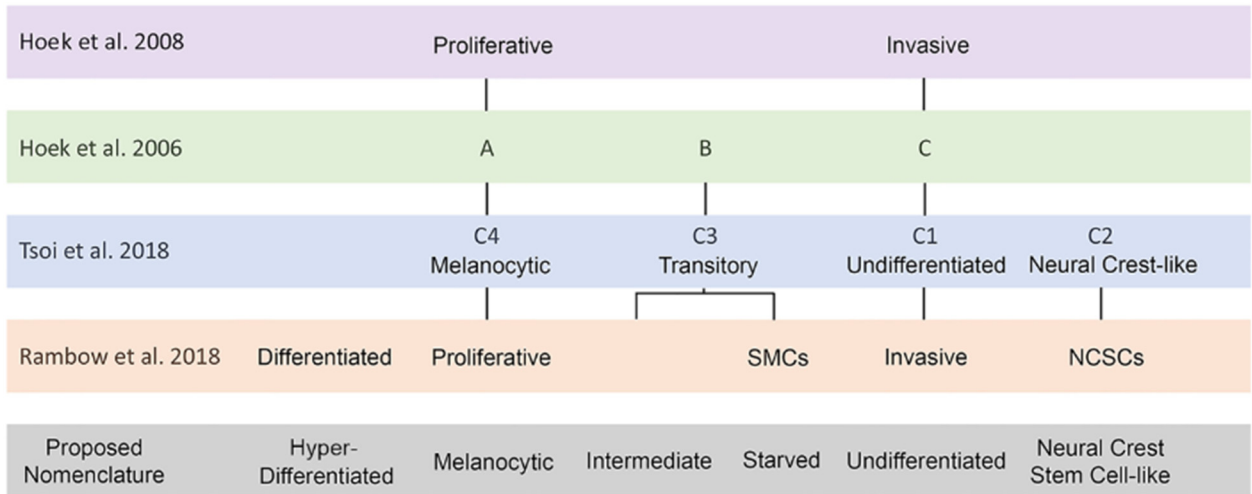 Hoek et al. 2008 Proliferative Invasive
Hoek et al. 2006 A B C
C4 C3 C1 C2
Tsoi et al. 2018 Melanocytic Transitory Undifferentiated Neural Crest-like
Rambow et al. 2018 Differentiated Proliferative SMCs Invasive NCSCs
Proposed
Nomenclature
Hyper-
Differentiated
Melanocytic
Intermediate
Starved
Undifferentiated
Neural Crest
Stem Cell-like